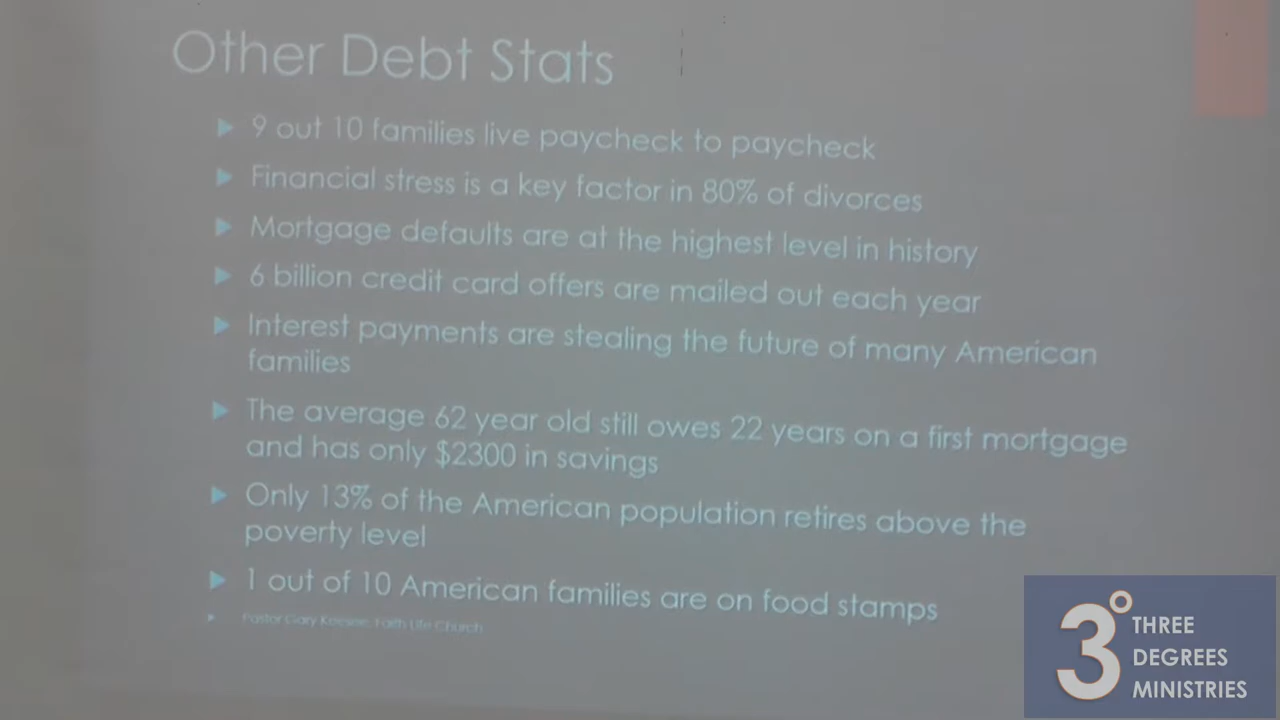 Other Debt Stats
9 out 10 families live paycheck to paycheck
Financial stress is a key factor in 80% of divorces
Mortgage defaults are at the highest level in history
6 billion credit card offers are mailed out each year
Interest payments are stealing the future of many American
families
The average 62 year old still owes 22 years on a first mortgage
and has only $2300 in savings
Only 13% of the American population retires above the
poverty level
1 out of 10 American families are on food stamps
Pastor Gary Keesee, Faith Life Church
3°
THREE
DEGREES
MINISTRIES